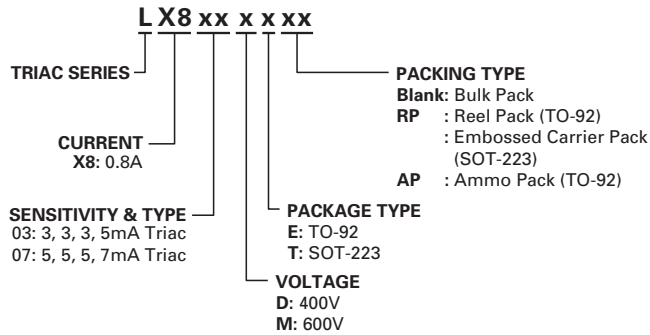 L X8 xx x x xx
TRIAC SERIES
CURRENT
X8: 0.8A
SENSITIVITY & TYPE
03: 3, 3, 3, 5mA Triac
07: 5, 5, 5, 7mA Triac
PACKING TYPE
Blank: Bulk Pack
RP : Reel Pack (TO-92)
: Embossed Carrier Pack
(SOT-223)
AP : Ammo Pack (TO-92)
PACKAGE TYPE
E: TO-92
T: SOT-223
VOLTAGE
D: 400V
M: 600V